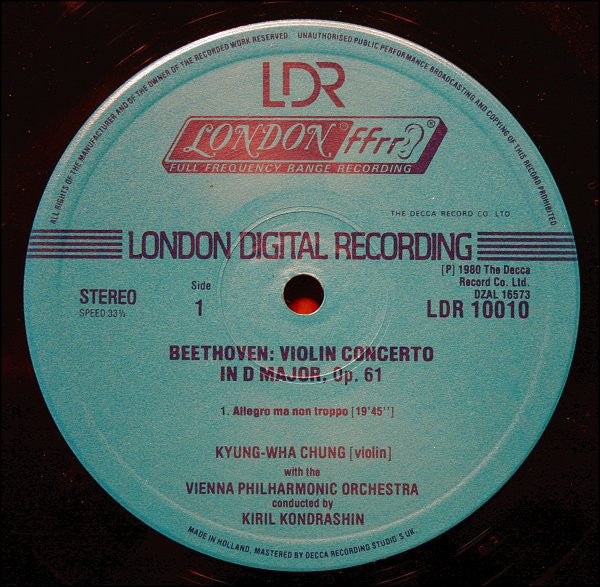 ALL RIGHTS OF THE MANUFACTURER AND OF THE OWNER OF THE RECORDED WORK RESERVED  UNAUTHORISED PUBLIC PERFORMANCE BROADCASTING AND COPYING OF THIS RECORD PROHIBITED
LDR
LONDON® ffrr®
FULL FREQUENCY RANGE RECORDING
THE DECCA RECORD CO. LTD.
LONDON DIGITAL RECORDING
[P] 1980 The Decca
Record Co. Ltd.
DZAL 16573
LDR 10010
STEREO
SPEED 33⅓
Side
1
BEETHOVEN: VIOLIN CONCERTO
IN D MAJOR, Op. 61
1. Allegro ma non troppo [19'45'']
KYUNG-WHA CHUNG [violin]
with the
VIENNA PHILHARMONIC ORCHESTRA
conducted by
KIRIL KONDRASHIN
MADE IN HOLLAND, MASTERED BY DECCA RECORDING STUDIO'S UK